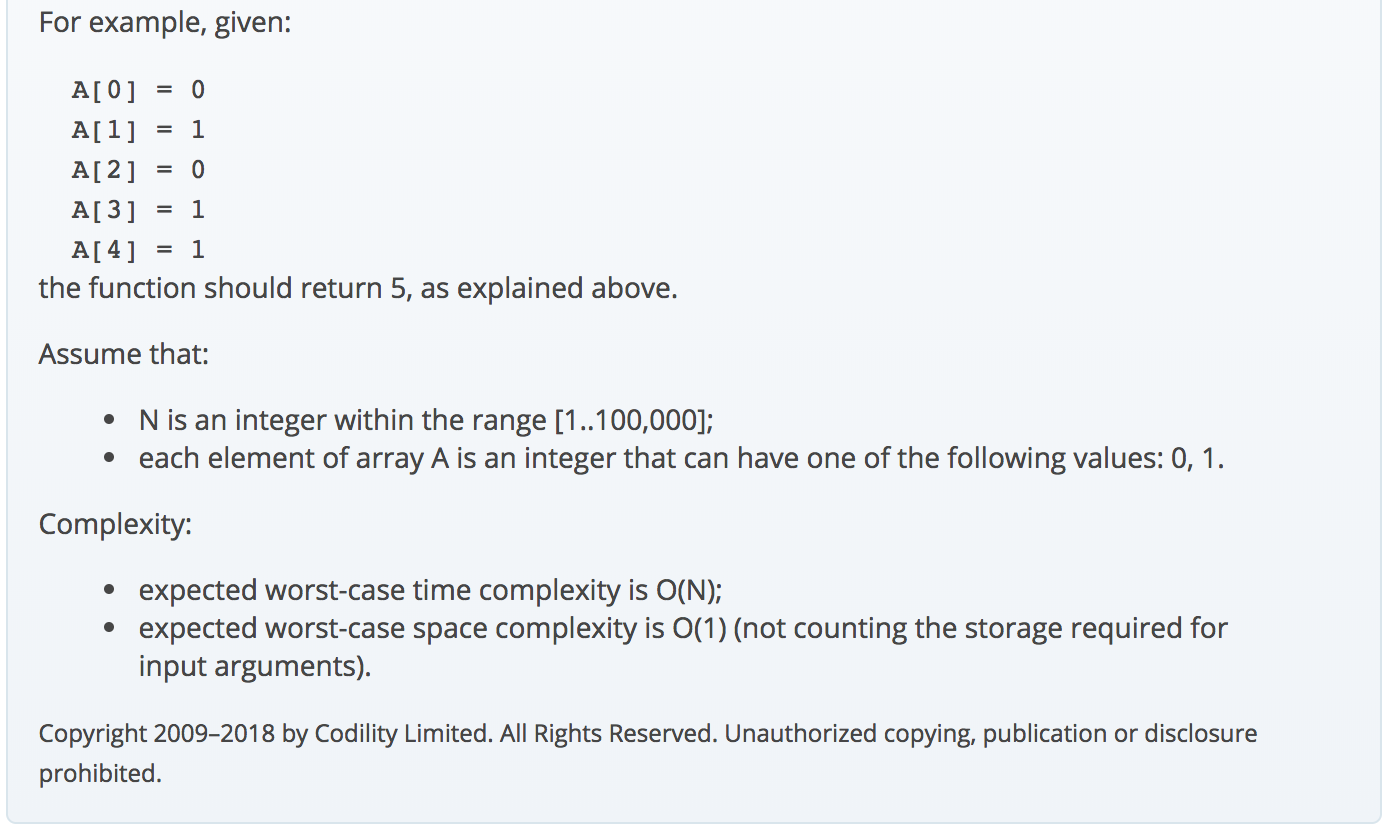 For example, given:
A[0] = 0
A[1] = 1
A[2] = 0
A[3] = 1
A[4] = 1
the function should return 5, as explained above.
Assume that:
• N is an integer within the range [1..100,000];
• each element of array A is an integer that can have one of the following values: 0, 1.
Complexity:
• expected worst-case time complexity is O(N);
• expected worst-case space complexity is O(1) (not counting the storage required for
input arguments).
Copyright 2009–2018 by Codility Limited. All Rights Reserved. Unauthorized copying, publication or disclosure
prohibited.